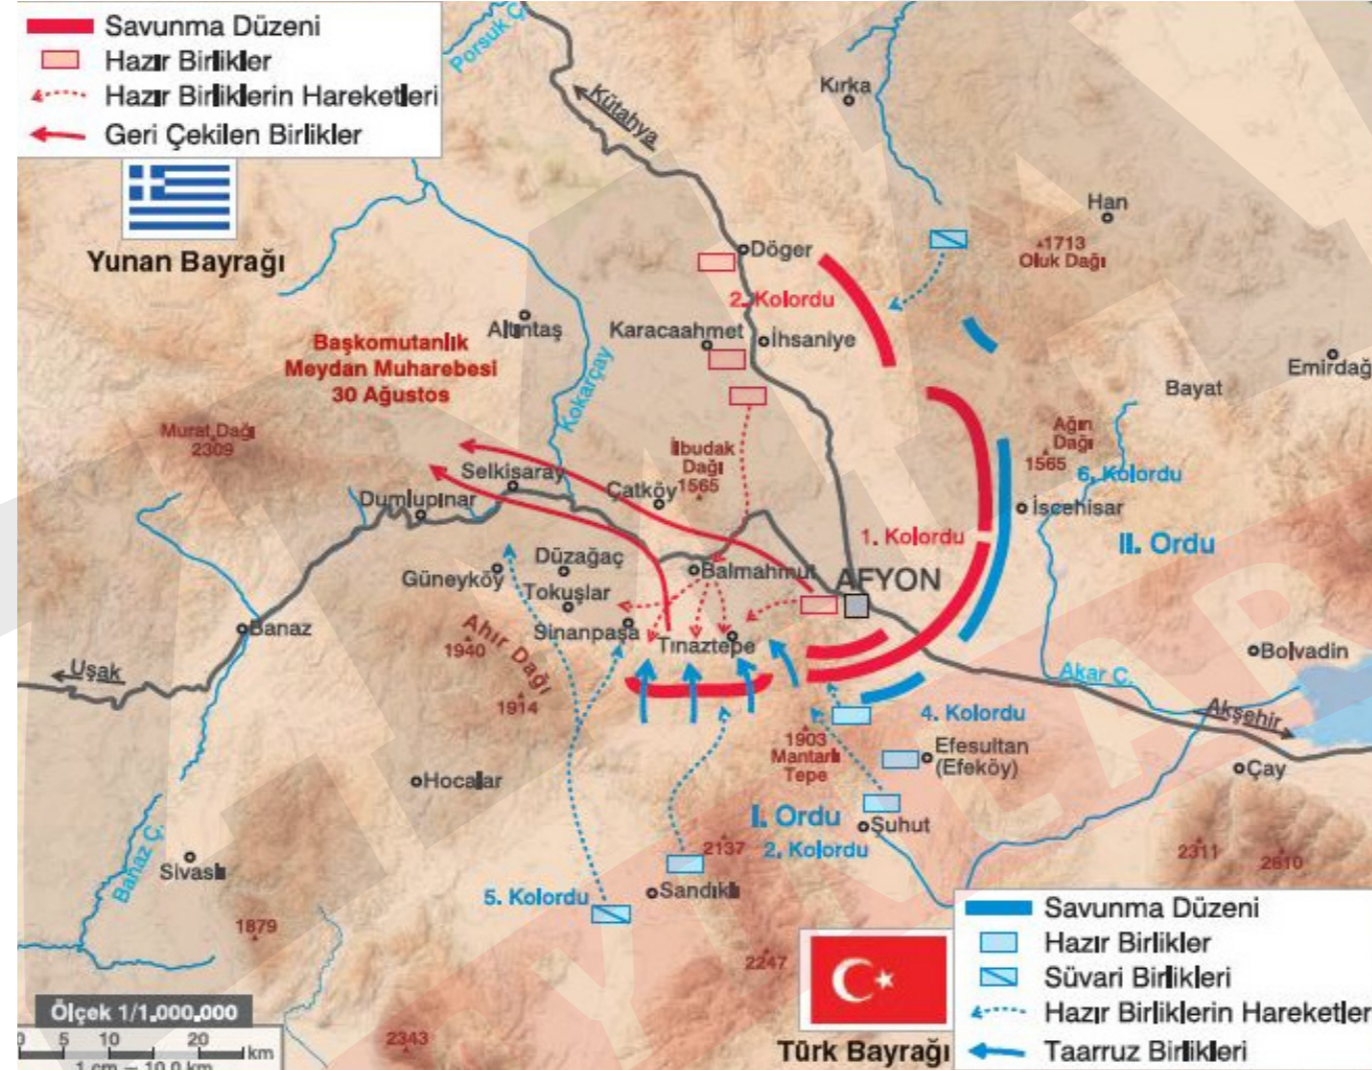 Savunma Düzeni
Hazır Birlikler
Hazır Birliklerin Hareketleri
Geri Çekilen Birlikler
Yunan Bayrağı
Porsuk Ç.
Kütahya
Kırka
Han
1713
Oluk Dağı
Döger
2. Kolordu
Altıntaş
Karacaahmet
İhsaniye
Başkomutanlık
Meydan Muharebesi
30 Ağustos
Kokarçay
Emirdağ
Bayat
Murat Dağı
2309
İlbudak
Dağı
1565
Ağın
Dağı
1565
6. Kolordu
Selkisaray
Çatköy
Dumlupınar
İscehisar
1. Kolordu
II. Ordu
Düzağaç
Güneyköy
Balmahmut
AFYON
Tokuşlar
Banaz
Sinanpaşa
Tınaztepe
Ahır Dağı
1940
1914
Uşak
Bolvadin
Akar Ç.
Akşehir
4. Kolordu
1903
Mantarlı
Tepe
Efesultan
(Efeköy)
Hocalar
Çay
I. Ordu
Şuhut
2137
2. Kolordu
2311
2610
Banaz Ç.
Sivaslı
Sandıklı
5. Kolordu
1879
2247
2343
Ölçek 1/1.000.000
0 5 10 20 km
1 cm = 10,0 km
Türk Bayrağı
Savunma Düzeni
Hazır Birlikler
Süvari Birlikleri
Hazır Birliklerin Hareketler
Taarruz Birlikleri